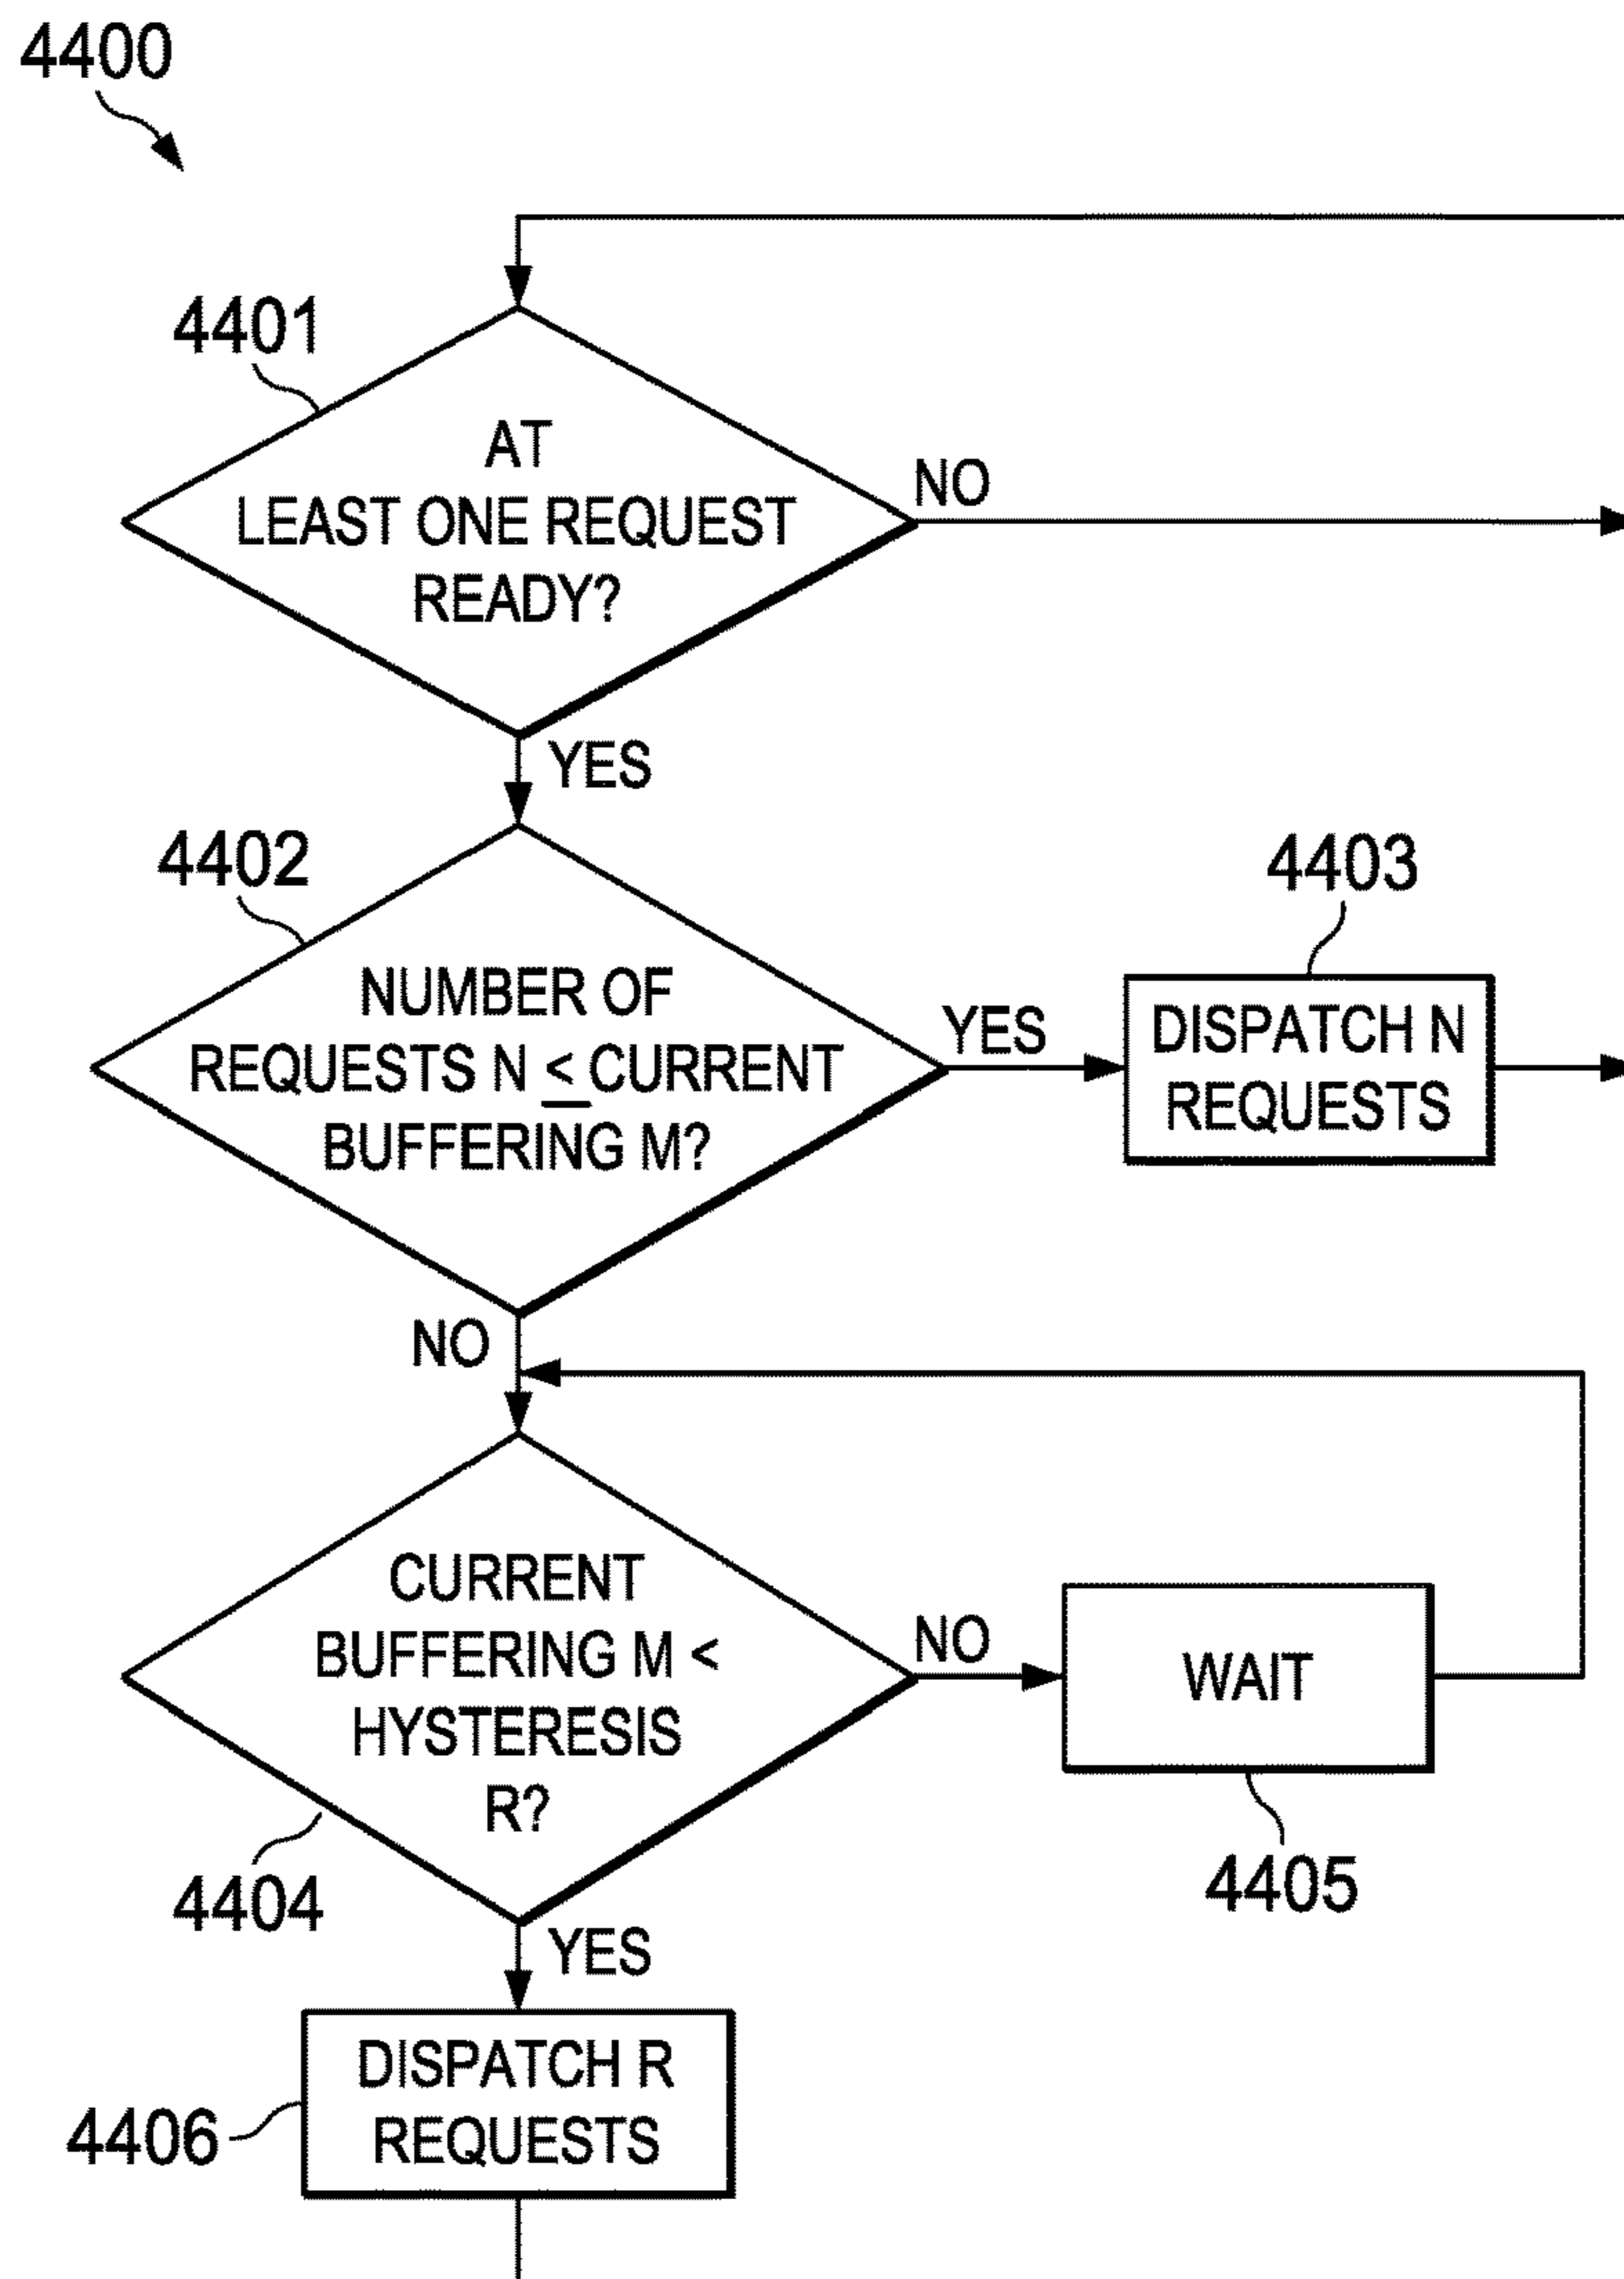 4400
4401
AT
LEAST ONE REQUEST
READY?
NO
YES
4402
NUMBER OF
REQUESTS N ≤ CURRENT
BUFFERING M?
YES
4403
DISPATCH N
REQUESTS
NO
CURRENT
BUFFERING M <
HYSTERESIS
R?
NO
WAIT
4404
4405
YES
DISPATCH R
REQUESTS
4406